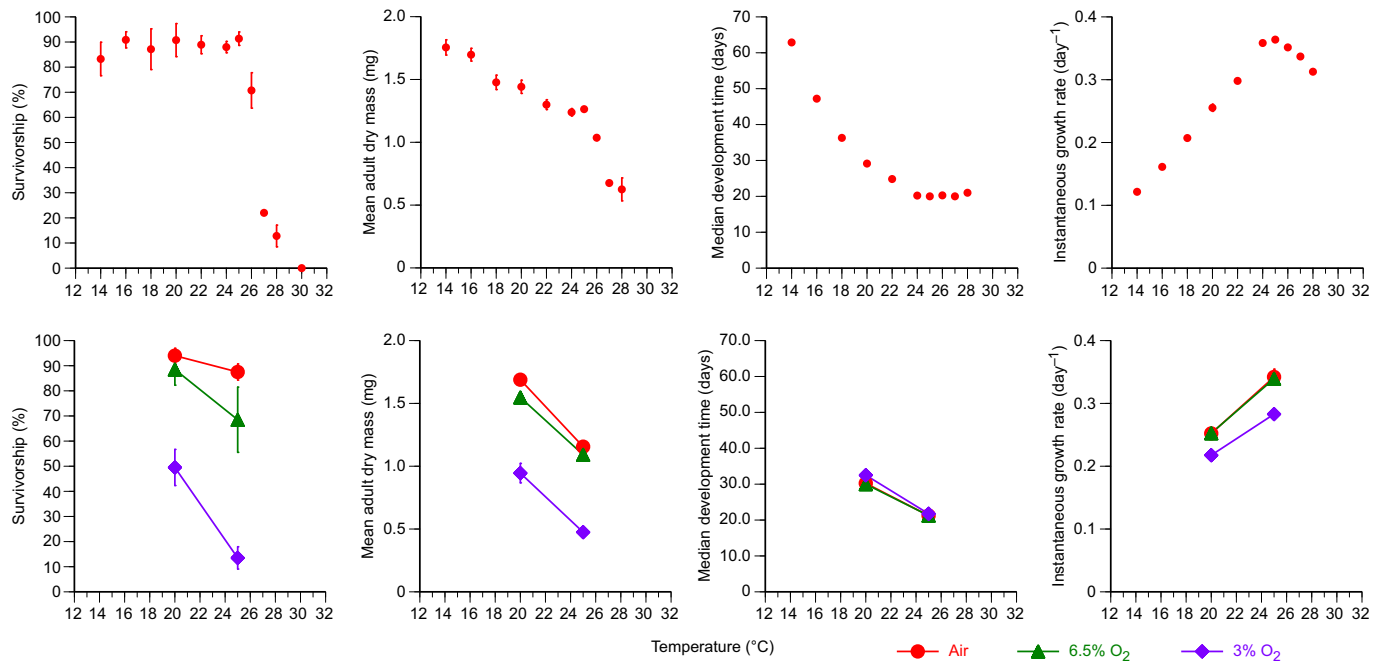 Survivorship (%)
100
90
80
70
60
50
40
30
20
10
0
12 14 16 18 20 22 24 26 28 30 32
Mean adult dry mass (mg)
2.0
1.5
1.0
0.5
0
12 14 16 18 20 22 24 26 28 30 32
Median development time (days)
70
60
50
40
30
20
10
0
12 14 16 18 20 22 24 26 28 30 32
Instantaneous growth rate (day⁻¹)
0.4
0.3
0.2
0.1
0
12 14 16 18 20 22 24 26 28 30 32
Survivorship (%)
100
90
80
70
60
50
40
30
20
10
0
12 14 16 18 20 22 24 26 28 30 32
Mean adult dry mass (mg)
2.0
1.5
1.0
0.5
0
12 14 16 18 20 22 24 26 28 30 32
Median development time (days)
70.0
60.0
50.0
40.0
30.0
20.0
10.0
0
12 14 16 18 20 22 24 26 28 30 32
Instantaneous growth rate (day⁻¹)
0.4
0.3
0.2
0.1
0
12 14 16 18 20 22 24 26 28 30 32
Temperature (°C)
Air
6.5% O₂
3% O₂